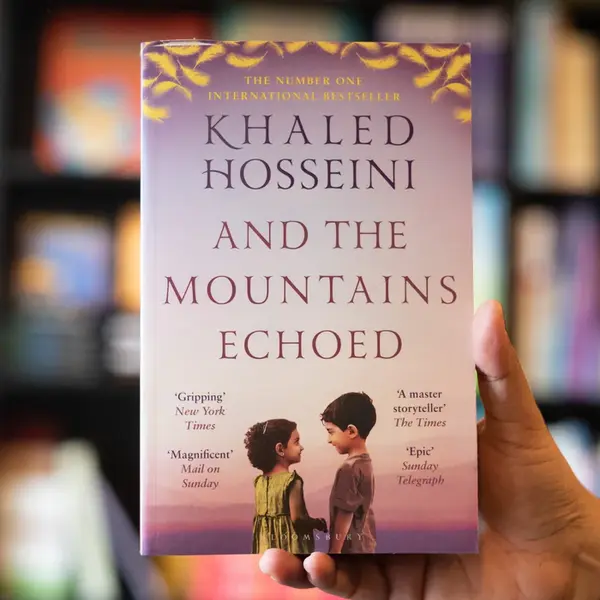 THE NUMBER ONE
INTERNATIONAL BESTSELLER
KHALED
HOSSEINI
AND THE
MOUNTAINS
ECHOED
'Gripping'
New York
Times
'Magnificent'
Mail on
Sunday
'A master
storyteller'
The Times
'Epic'
Sunday
Telegraph
BLOOMSBURY